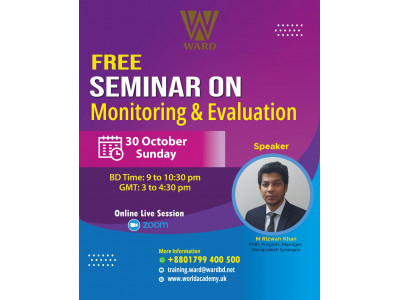 WARD
FREE
SEMINAR ON
Monitoring & Evaluation
30 October
Sunday
BD Time: 9 to 10:30 pm
GMT: 3 to 4:30 pm
Online Live Session
zoom
Speaker
M Rizwan Khan
Manager,
More Information
+8801799 400 500
training.ward@wardbd.net
www.worldacademy.uk